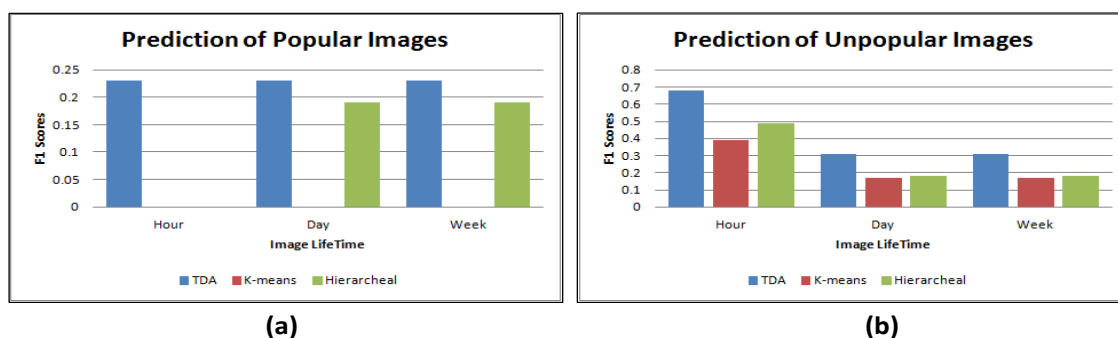 Prediction of Popular Images
F1 Scores
0.25
0.2
0.15
0.1
0.05
0
Hour Day Week
Image LifeTime
TDA K-means Hierarcheal
(a)
Prediction of Unpopular Images
F1 Scores
0.8
0.7
0.6
0.5
0.4
0.3
0.2
0.1
0
Hour Day Week
Image LifeTime
TDA K-means Hierarcheal
(b)